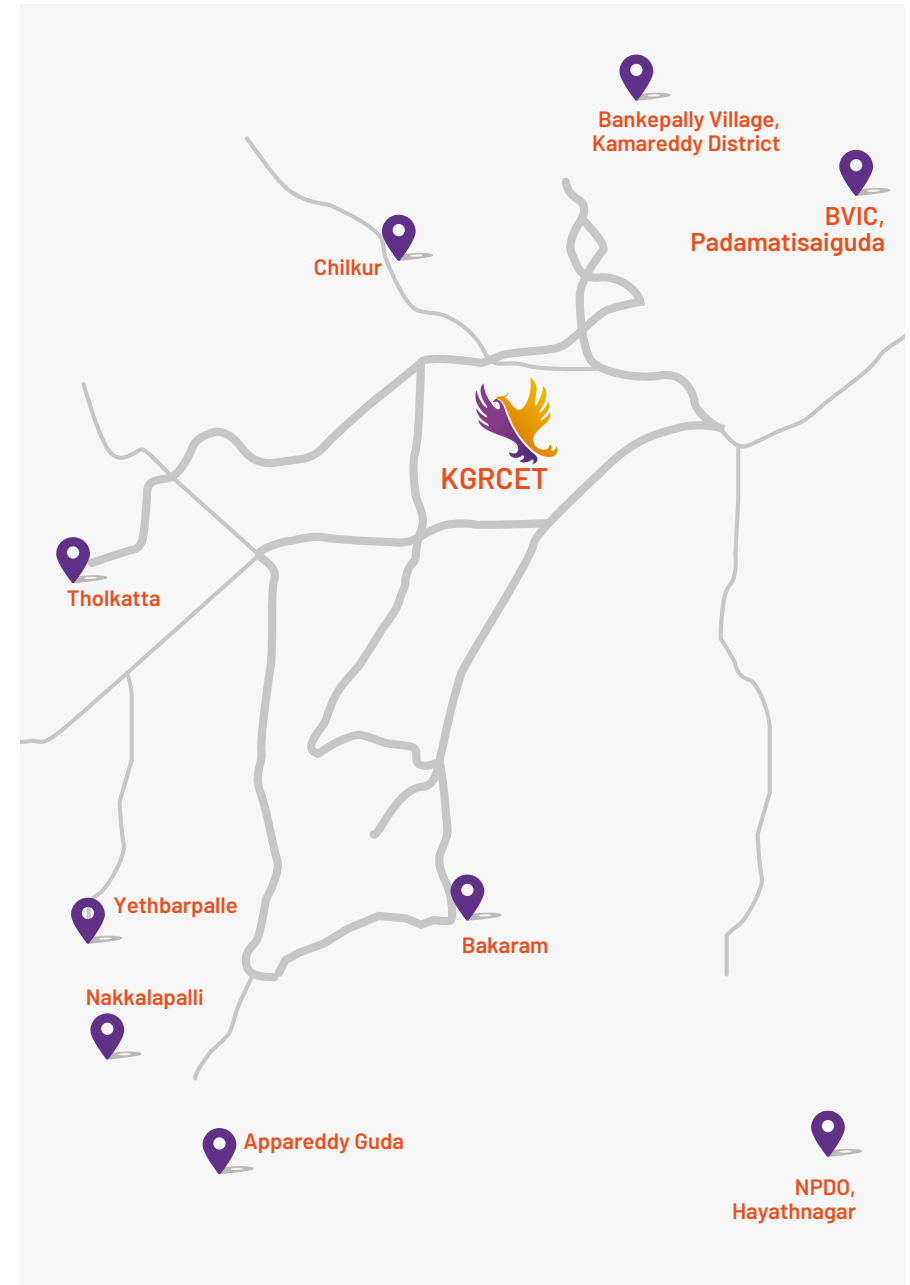 Bankepally Village,
Kamareddy District
BVIC,
Padamatisaiguda
Chilkur
KGRCET
Tholkatta
Yethbarpalle
Bakaram
Nakkalapalli
Appareddy Guda
NPDO,
Hayathnagar